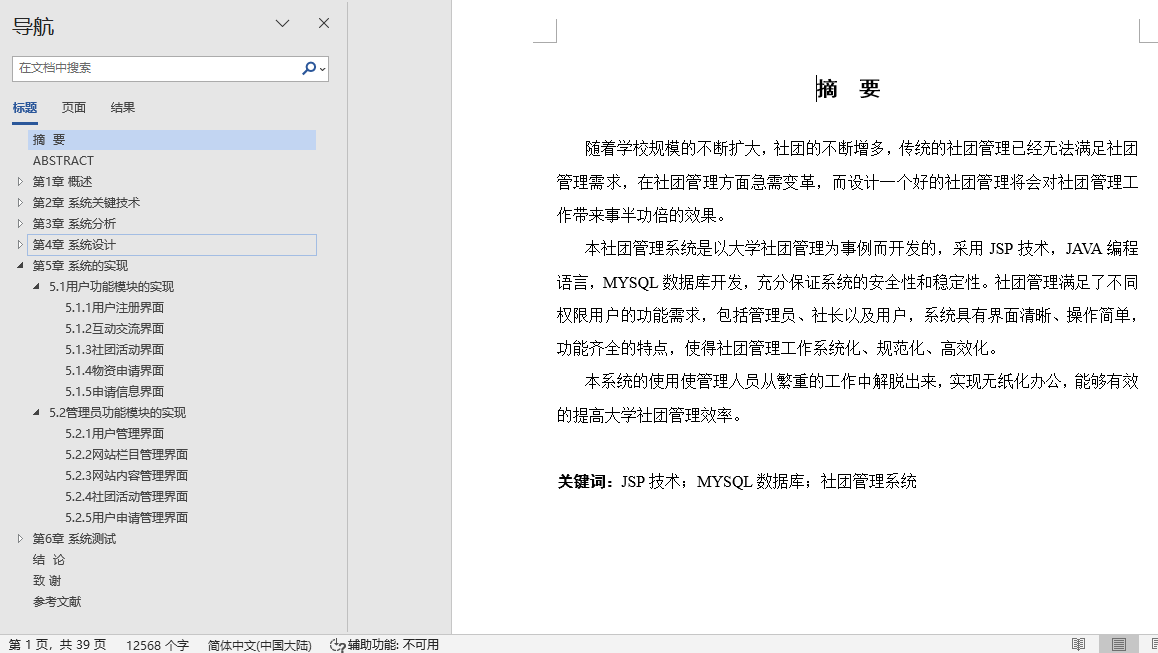 导航
在文档中搜索
标题 页面 结果
摘 要
ABSTRACT
第1章 概述
第2章 系统关键技术
第3章 系统分析
第4章 系统设计
第5章 系统的实现
5.1用户功能模块的实现
5.1.1用户注册界面
5.1.2互动交流界面
5.1.3社团活动界面
5.1.4物资申请界面
5.1.5申请信息界面
5.2管理员功能模块的实现
5.2.1用户管理界面
5.2.2网站栏目管理界面
5.2.3网站内容管理界面
5.2.4社团活动管理界面
5.2.5用户申请管理界面
第6章 系统测试
结 论
致 谢
参考文献
摘 要
随着学校规模的不断扩大，社团的不断增多，传统的社团管理已经无法满足社团
管理需求，在社团管理方面急需变革，而设计一个好的社团管理将会对社团管理工
作带来事半功倍的效果。
本社团管理系统是以大学社团管理为事例而开发的，采用 JSP 技术，JAVA 编程
语言，MYSQL 数据库开发，充分保证系统的安全性和稳定性。社团管理满足了不同
权限用户的功能需求，包括管理员、社长以及用户，系统具有界面清晰、操作简单，
功能齐全的特点，使得社团管理工作系统化、规范化、高效化。
本系统的使用使管理人员从繁重的工作中解脱出来，实现无纸化办公，能够有效
的提高大学社团管理效率。
关键词：JSP 技术；MYSQL 数据库；社团管理系统
第 1 页，共 39 页 12568 个字 简体中文(中国大陆) 辅助功能: 不可用